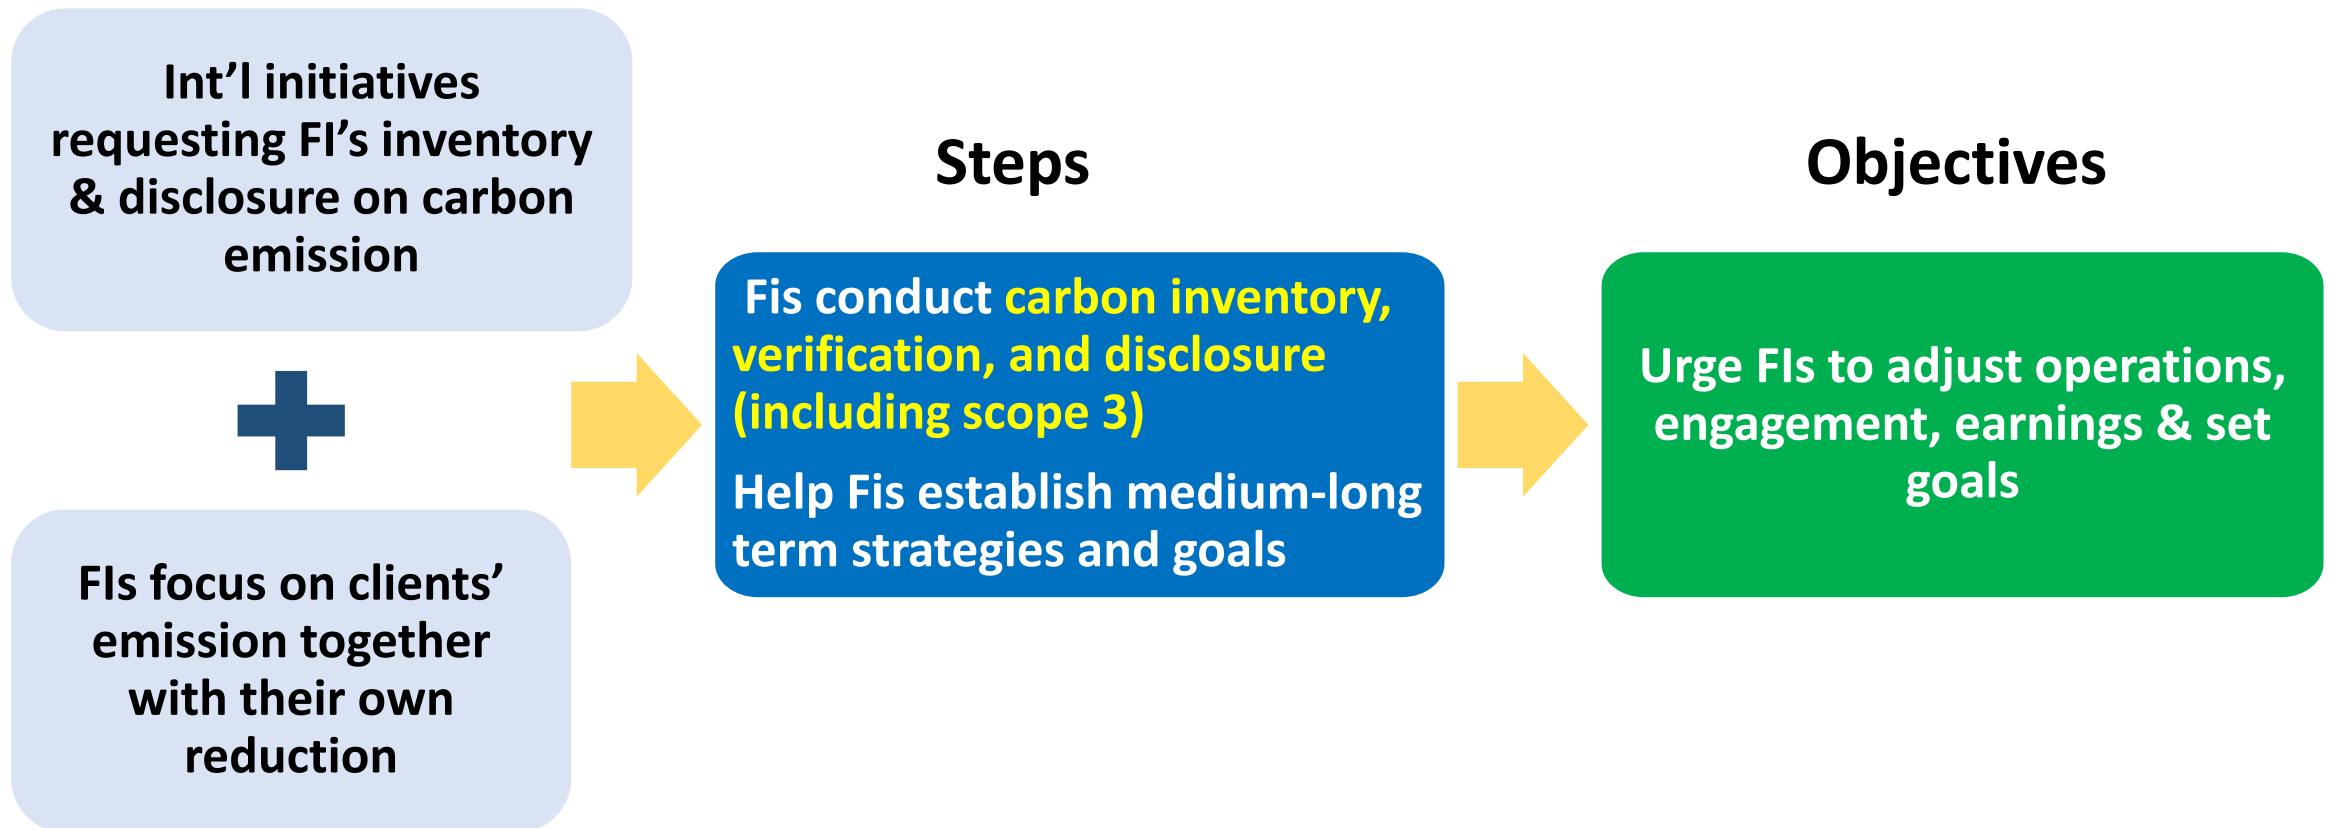 Int’l initiatives
requesting FI’s inventory
& disclosure on carbon
emission
FIs focus on clients’
emission together
with their own
reduction
Steps
Fis conduct carbon inventory,
verification, and disclosure
(including scope 3)
Help Fis establish medium-long
term strategies and goals
Objectives
Urge FIs to adjust operations,
engagement, earnings & set
goals